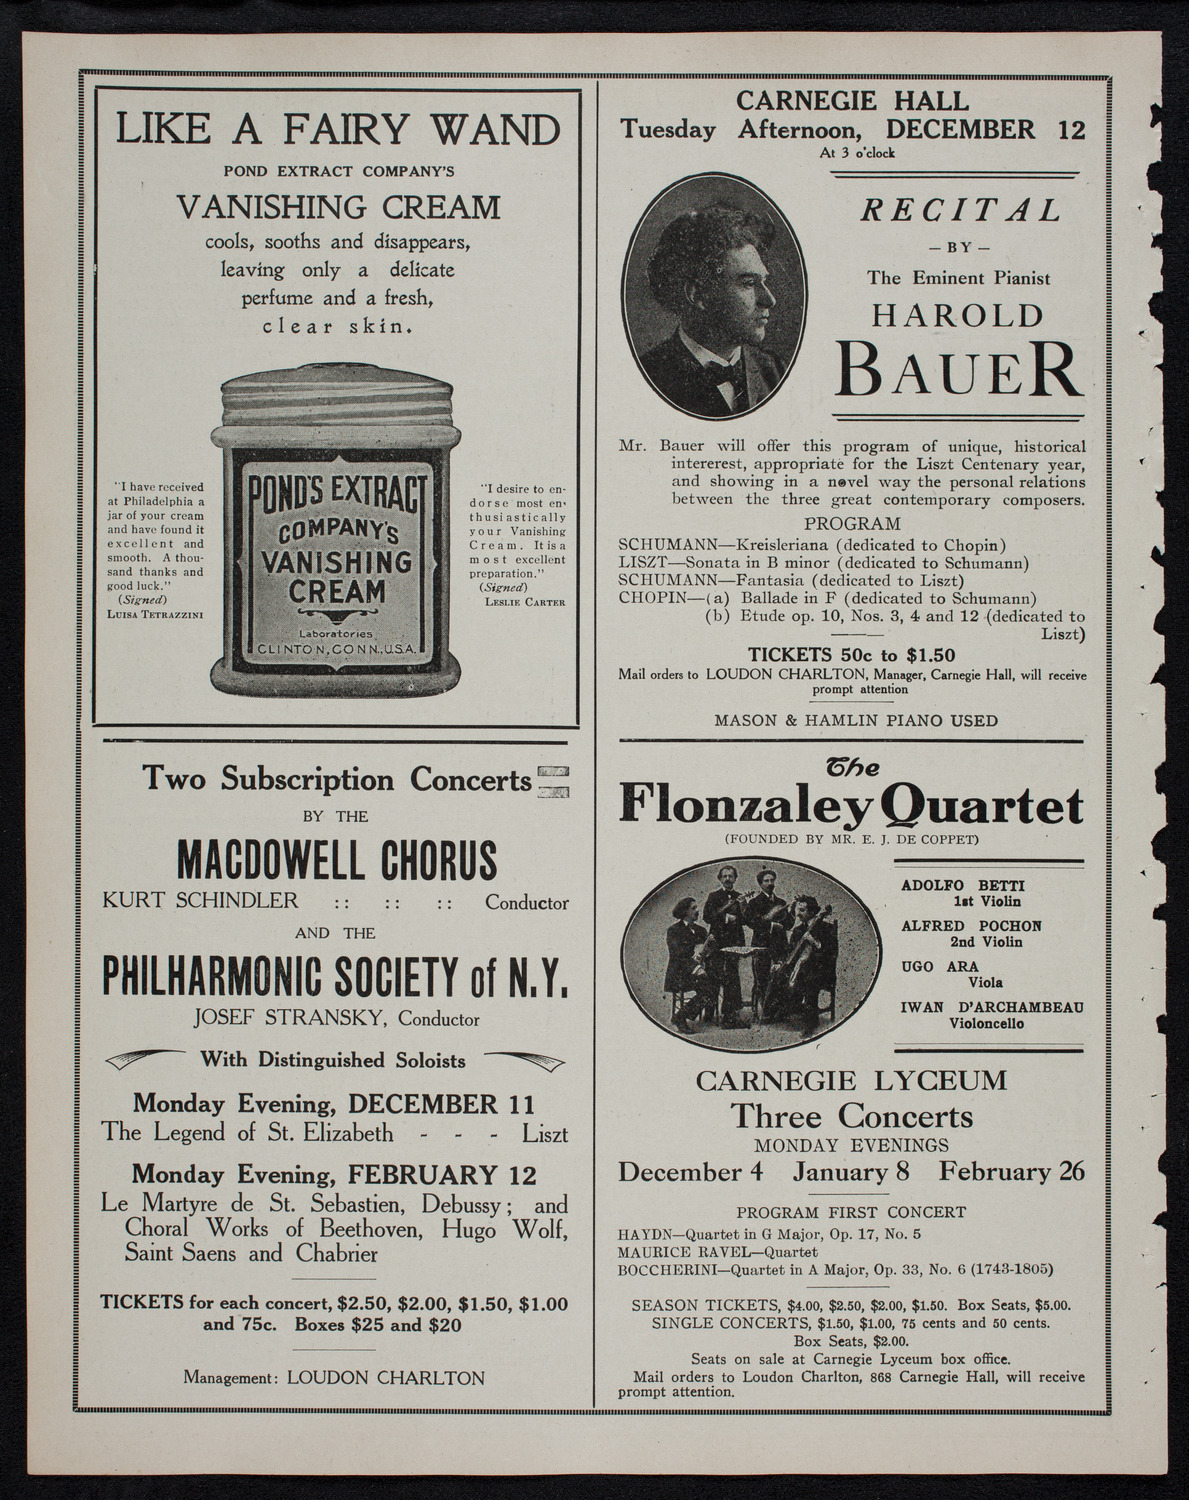 LIKE A FAIRY WAND
POND EXTRACT COMPANY'S
VANISHING CREAM
cools, sooths and disappears,
leaving only a delicate
perfume and a fresh,
clear skin.
"I have received
at Philadelphia a
jar of your cream
and have found it
excellent and
smooth. A thou-
sand thanks and
good luck."
(Signed)
LUISA TETRAZZINI
POND'S EXTRACT
COMPANY'S
VANISHING
CREAM
Laboratories
CLINTON, CONN., U.S.A.
"I desire to en-
dorse most en-
thusiastically
your Vanishing
Cream. It is a
most excellent
preparation."
(Signed)
LESLIE CARTER
Two Subscription Concerts
BY THE
MACDOWELL CHORUS
KURT SCHINDLER :: :: :: Conductor
AND THE
PHILHARMONIC SOCIETY of N.Y.
JOSEF STRANSKY, Conductor
With Distinguished Soloists
Monday Evening, DECEMBER 11
The Legend of St. Elizabeth - - - Liszt
Monday Evening, FEBRUARY 12
Le Martyre de St. Sebastien, Debussy; and
Choral Works of Beethoven, Hugo Wolf,
Saint Saens and Chabrier
TICKETS for each concert, $2.50, $2.00, $1.50, $1.00
and 75c. Boxes $25 and $20
Management: LOUDON CHARLTON
CARNEGIE HALL
Tuesday Afternoon, DECEMBER 12
At 3 o'clock
RECITAL
— BY —
The Eminent Pianist
HAROLD
BAUER
Mr. Bauer will offer this program of unique, historical
intererest, appropriate for the Liszt Centenary year,
and showing in a novel way the personal relations
between the three great contemporary composers.
PROGRAM
SCHUMANN—Kreisleriana (dedicated to Chopin)
LISZT—Sonata in B minor (dedicated to Schumann)
SCHUMANN—Fantasia (dedicated to Liszt)
CHOPIN—(a) Ballade in F (dedicated to Schumann)
(b) Etude op. 10, Nos. 3, 4 and 12 (dedicated to
Liszt)
TICKETS 50c to $1.50
Mail orders to LOUDON CHARLTON, Manager, Carnegie Hall, will receive
prompt attention
MASON & HAMLIN PIANO USED
The
Flonzaley Quartet
(FOUNDED BY MR. E. J. DE COPPET)
ADOLFO BETTI
1st Violin
ALFRED POCHON
2nd Violin
UGO ARA
Viola
IWAN D'ARCHAMBEAU
Violoncello
CARNEGIE LYCEUM
Three Concerts
MONDAY EVENINGS
December 4 January 8 February 26
PROGRAM FIRST CONCERT
HAYDN—Quartet in G Major, Op. 17, No. 5
MAURICE RAVEL—Quartet
BOCCHERINI—Quartet in A Major, Op. 33, No. 6 (1743-1805)
SEASON TICKETS, $4.00, $2.50, $2.00, $1.50. Box Seats, $5.00.
SINGLE CONCERTS, $1.50, $1.00, 75 cents and 50 cents.
Box Seats, $2.00.
Seats on sale at Carnegie Lyceum box office.
Mail orders to Loudon Charlton, 868 Carnegie Hall, will receive
prompt attention.